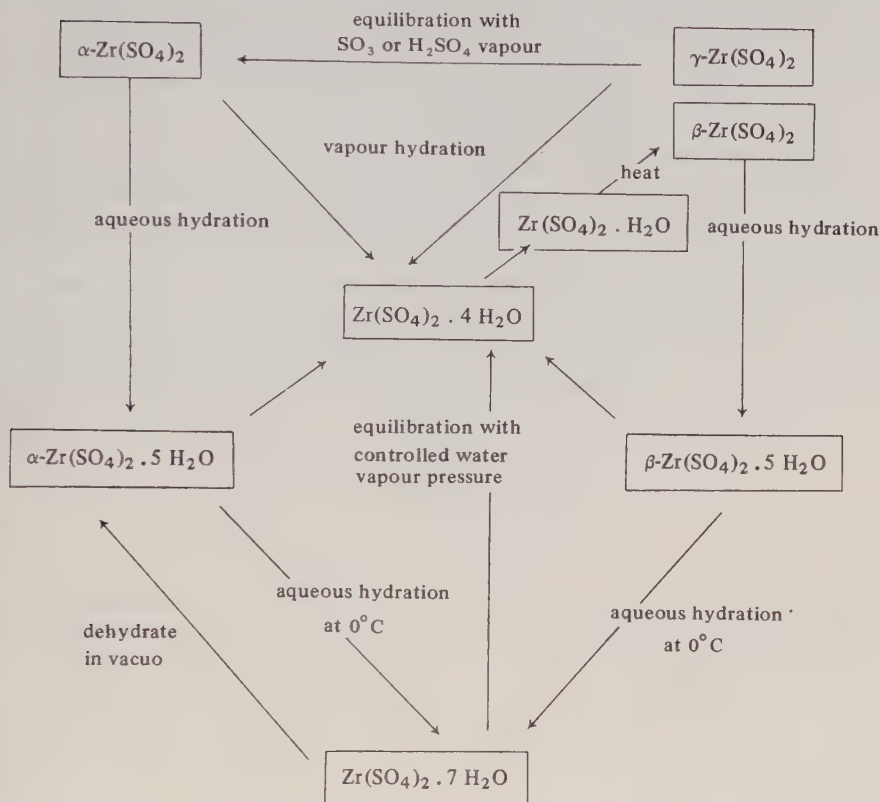 equilibration with
SO₃ or H₂SO₄ vapour
α-Zr(SO₄)₂
γ-Zr(SO₄)₂
β-Zr(SO₄)₂
vapour hydration
heat
aqueous hydration
Zr(SO₄)₂ . H₂O
aqueous hydration
Zr(SO₄)₂ . 4 H₂O
α-Zr(SO₄)₂ . 5 H₂O
equilibration with
controlled water
vapour pressure
β-Zr(SO₄)₂ . 5 H₂O
aqueous hydration
at 0°C
aqueous hydration
at 0°C
dehydrate
in vacuo
Zr(SO₄)₂ . 7 H₂O